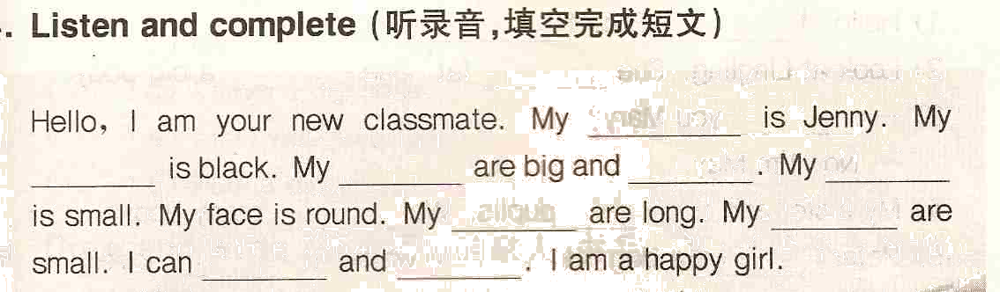 . Listen and complete (听录音,填空完成短文)
Hello, I am your new classmate. My ________ is Jenny. My
________ is black. My ________ are big and ________. My ________
is small. My face is round. My ________ are long. My ________ are
small. I can ________ and ________. I am a happy girl.